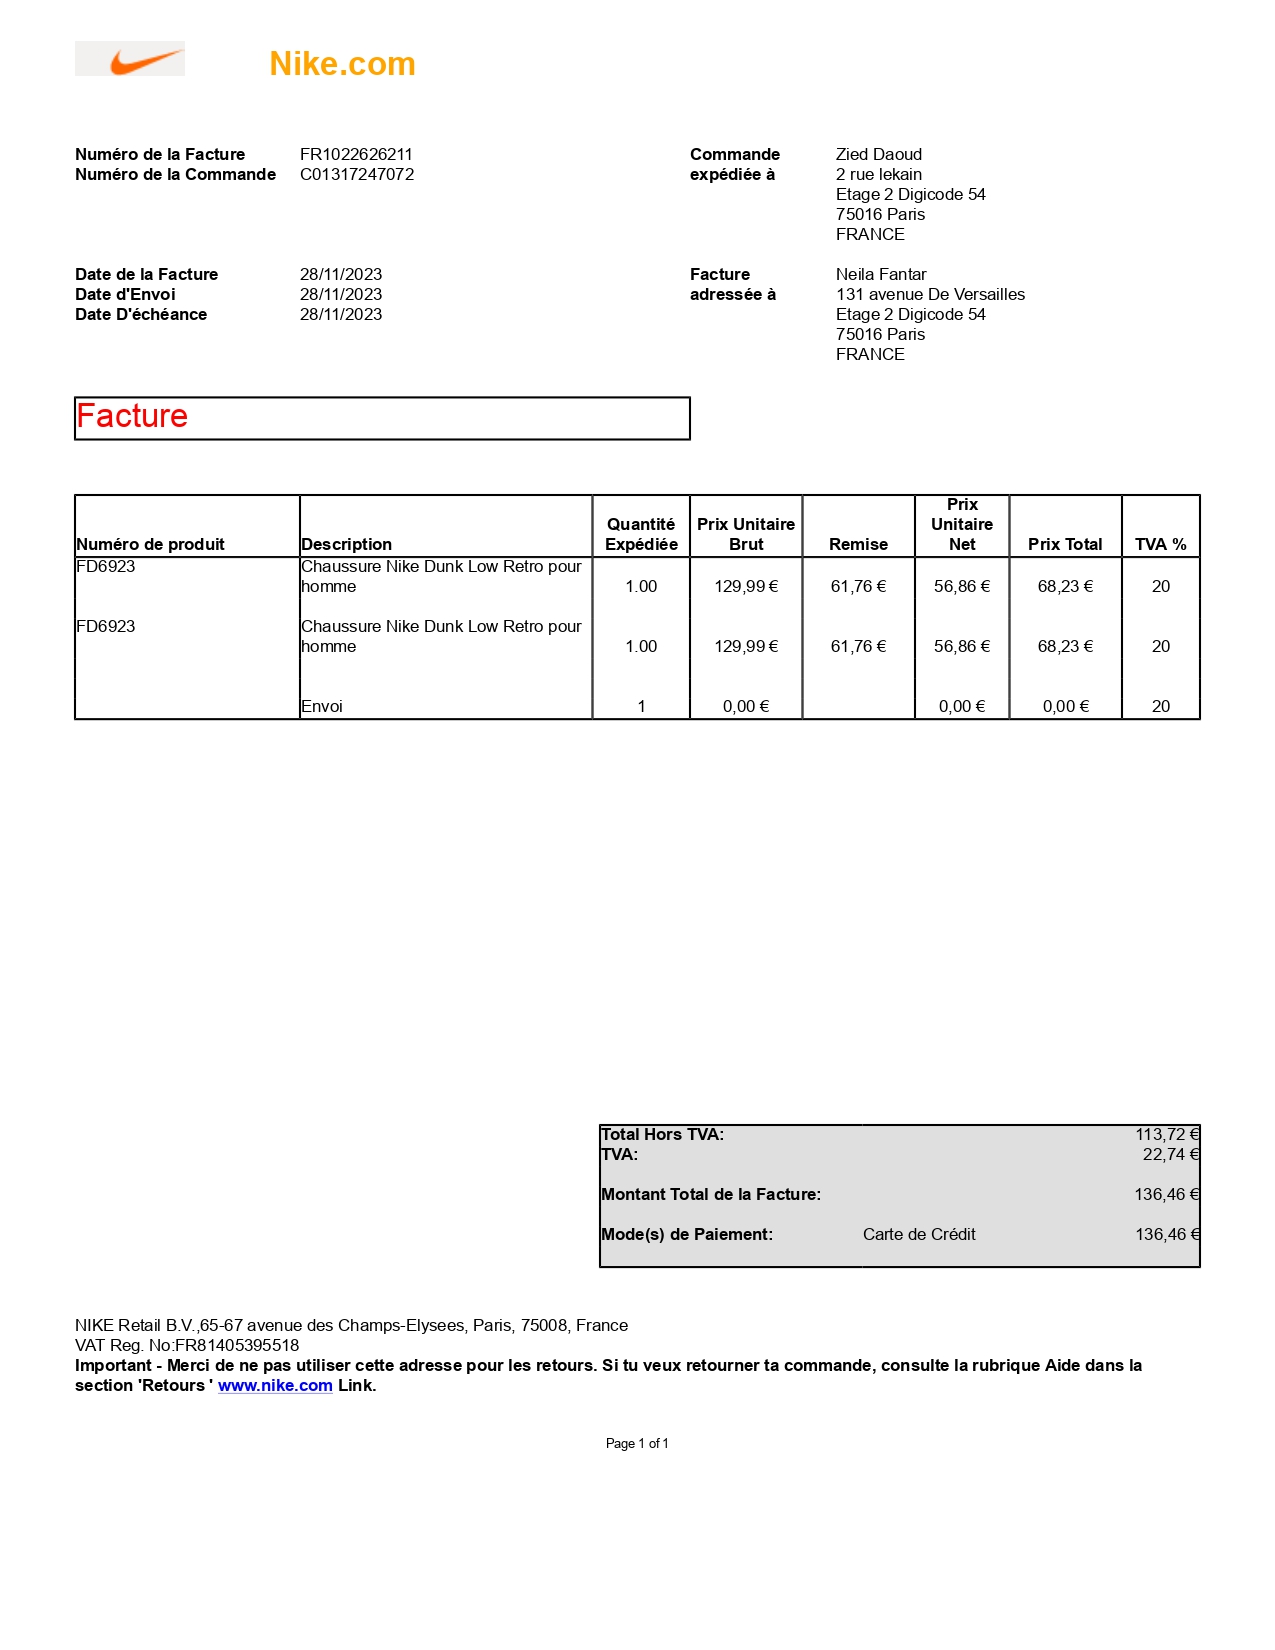 Nike.com
Numéro de la Facture FR1022626211
Numéro de la Commande C01317247072
Commande expédiée à
Zied Daoud
2 rue lekain
Etage 2 Digicode 54
75016 Paris
FRANCE
Date de la Facture 28/11/2023
Date d'Envoi 28/11/2023
Date D'échéance 28/11/2023
Facture adressée à
Neila Fantar
131 avenue De Versailles
Etage 2 Digicode 54
75016 Paris
FRANCE
Facture
Numéro de produit Description Quantité Expédiée Prix Unitaire Brut Remise Prix Unitaire Net Prix Total TVA %
FD6923 Chaussure Nike Dunk Low Retro pour
homme 1.00 129,99 € 61,76 € 56,86 € 68,23 € 20
FD6923 Chaussure Nike Dunk Low Retro pour
homme 1.00 129,99 € 61,76 € 56,86 € 68,23 € 20
Envoi 1 0,00 € 0,00 € 0,00 € 20
Total Hors TVA: 113,72 €
TVA: 22,74 €
Montant Total de la Facture: 136,46 €
Mode(s) de Paiement: Carte de Crédit 136,46 €
NIKE Retail B.V.,65-67 avenue des Champs-Elysees, Paris, 75008, France
VAT Reg. No:FR81405395518
Important - Merci de ne pas utiliser cette adresse pour les retours. Si tu veux retourner ta commande, consulte la rubrique Aide dans la
section 'Retours ' www.nike.com Link.
Page 1 of 1